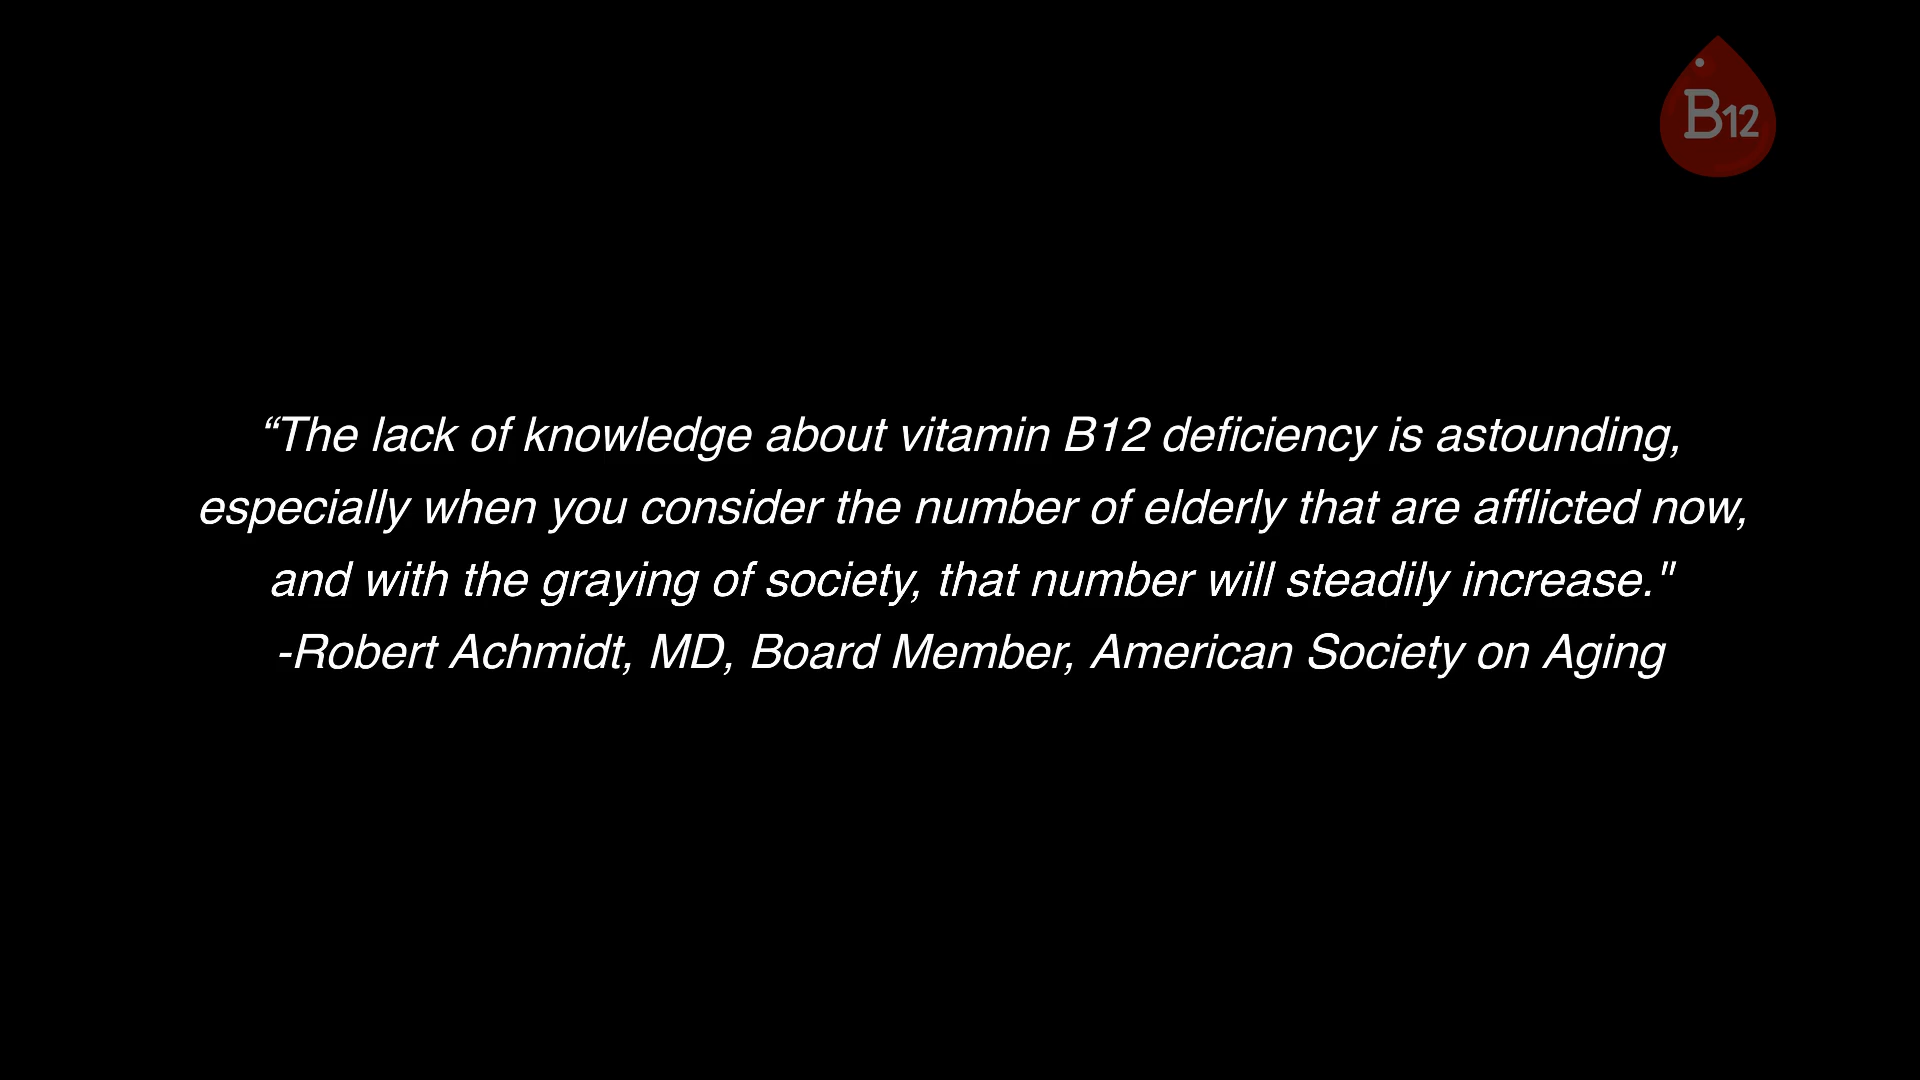 B12
“The lack of knowledge about vitamin B12 deficiency is astounding,
especially when you consider the number of elderly that are afflicted now,
and with the graying of society, that number will steadily increase."
-Robert Achmidt, MD, Board Member, American Society on Aging